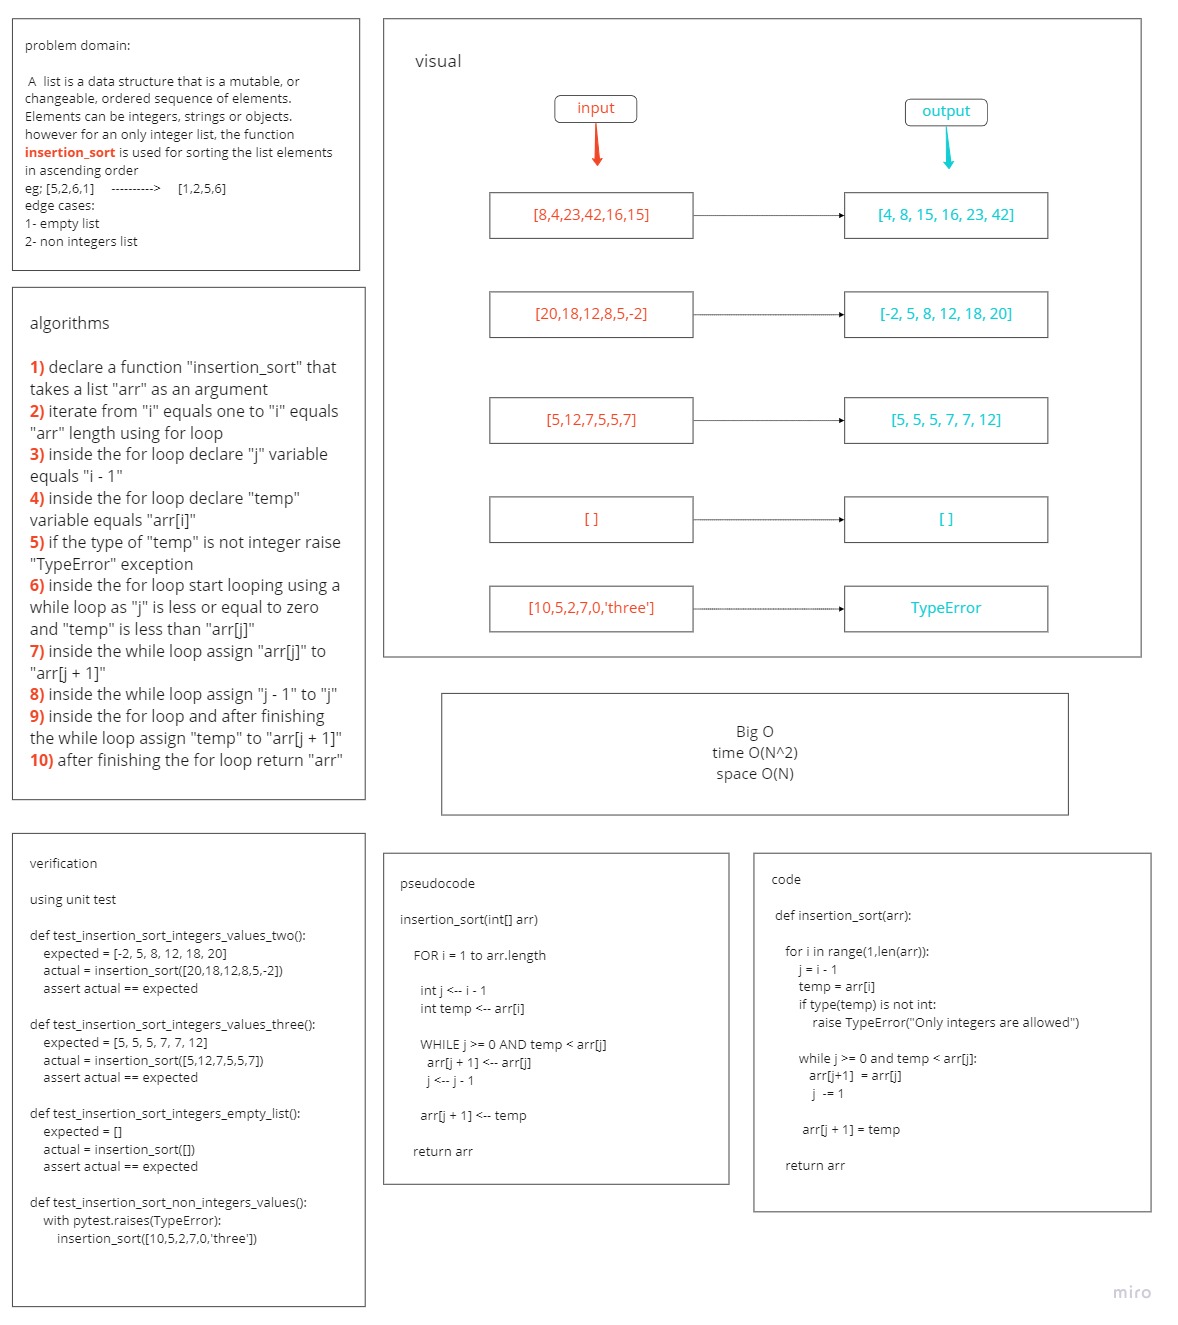 problem domain:
A  list is a data structure that is a mutable, or
changeable, ordered sequence of elements.
Elements can be integers, strings or objects.
however for an only integer list, the function
insertion_sort is used for sorting the list elements
in ascending order
eg; [5,2,6,1]     ---------->     [1,2,5,6]
edge cases:
1- empty list
2- non integers list
algorithms
1) declare a function "insertion_sort" that
takes a list "arr" as an argument
2) iterate from "i" equals one to "i" equals
"arr" length using for loop
3) inside the for loop declare "j" variable
equals "i - 1"
4) inside the for loop declare "temp"
variable equals "arr[i]"
5) if the type of "temp" is not integer raise
"TypeError" exception
6) inside the for loop start looping using a
while loop as "j" is less or equal to zero
and "temp" is less than "arr[j]"
7) inside the while loop assign "arr[j]" to
"arr[j + 1]"
8) inside the while loop assign "j - 1" to "j"
9) inside the for loop and after finishing
the while loop assign "temp" to "arr[j + 1]"
10) after finishing the for loop return "arr"
visual
input
output
[8,4,23,42,16,15]
[4, 8, 15, 16, 23, 42]
[20,18,12,8,5,-2]
[-2, 5, 8, 12, 18, 20]
[5,12,7,5,5,7]
[5, 5, 5, 7, 7, 12]
[ ]
[ ]
[10,5,2,7,0,'three']
TypeError
Big O
time O(N^2)
space O(N)
verification
using unit test
def test_insertion_sort_integers_values_two():
    expected = [-2, 5, 8, 12, 18, 20]
    actual = insertion_sort([20,18,12,8,5,-2])
    assert actual == expected
def test_insertion_sort_integers_values_three():
    expected = [5, 5, 5, 7, 7, 12]
    actual = insertion_sort([5,12,7,5,5,7])
    assert actual == expected
def test_insertion_sort_integers_empty_list():
    expected = []
    actual = insertion_sort([])
    assert actual == expected
def test_insertion_sort_non_integers_values():
    with pytest.raises(TypeError):
        insertion_sort([10,5,2,7,0,'three'])
pseudocode
insertion_sort(int[] arr)
    FOR i = 1 to arr.length
      int j <-- i - 1
      int temp <-- arr[i]
      WHILE j >= 0 AND temp < arr[j]
        arr[j + 1] <-- arr[j]
        j <-- j - 1
      arr[j + 1] <-- temp
    return arr
code
def insertion_sort(arr):
    for i in range(1,len(arr)):
        j = i - 1
        temp = arr[i]
        if type(temp) is not int:
            raise TypeError("Only integers are allowed")
        while j >= 0 and temp < arr[j]:
            arr[j+1]  = arr[j]
            j  -= 1
        arr[j + 1] = temp
    return arr
miro